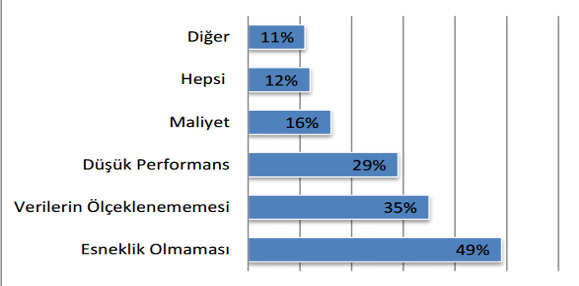 Diğer 11%
Hepsi 12%
Maliyet 16%
Düşük Performans 29%
Verilerin Ölçeklenememesi 35%
Esneklik Olmaması 49%